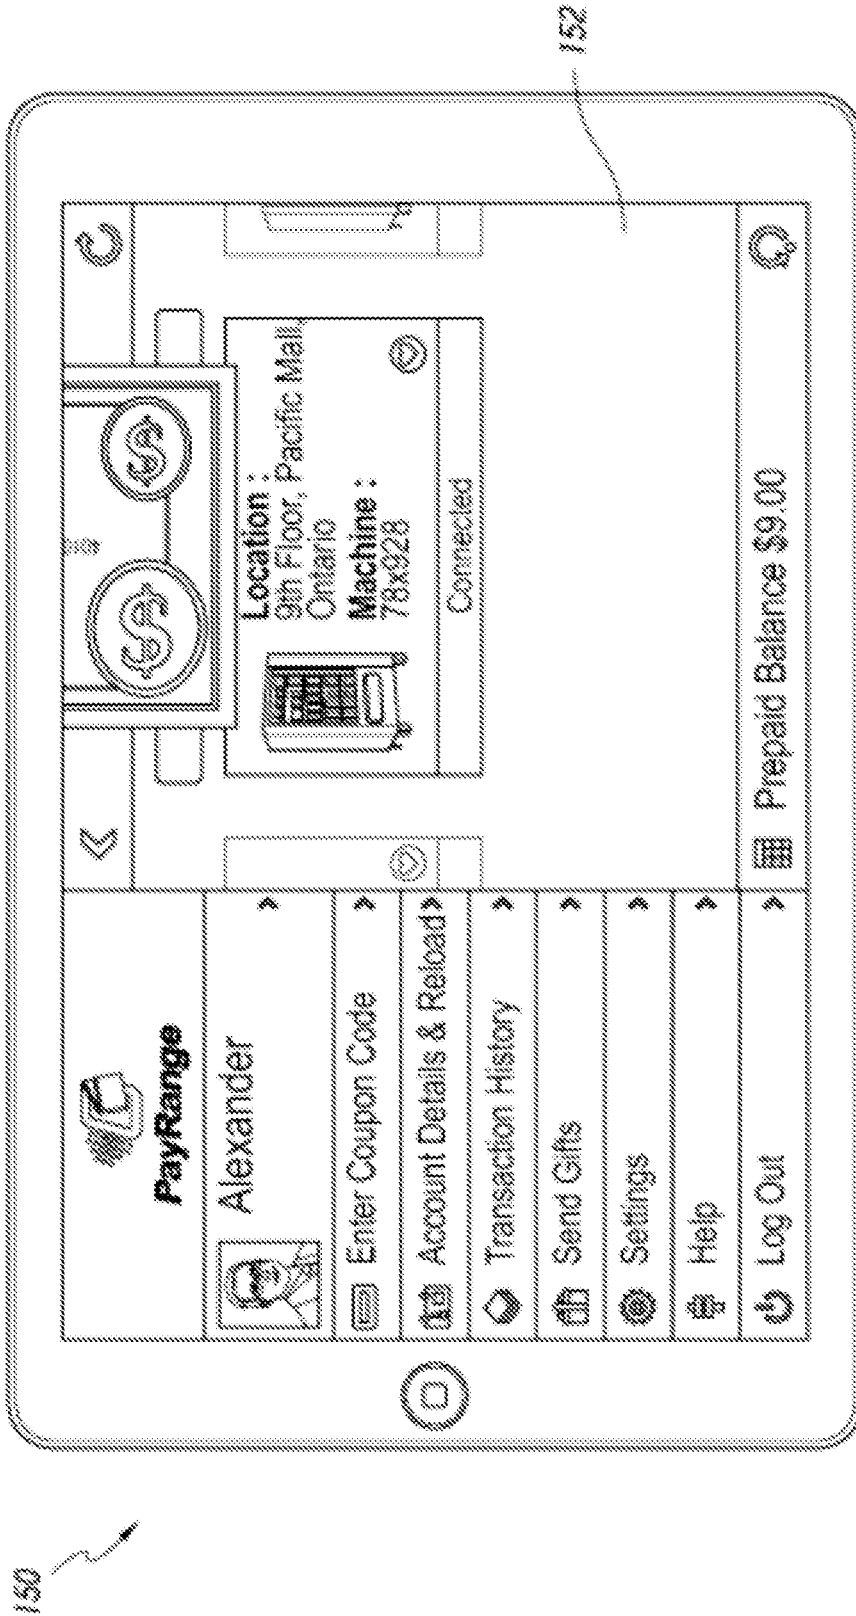 150
152
PayRange
Alexander
Enter Coupon Code
Account Details & Reload
Transaction History
Send Gifts
Settings
Help
Log Out
$ $
Location :
9th Floor, Pacific Mall,
Ontario
Machine :
78x928
Connected
Prepaid Balance $9.00